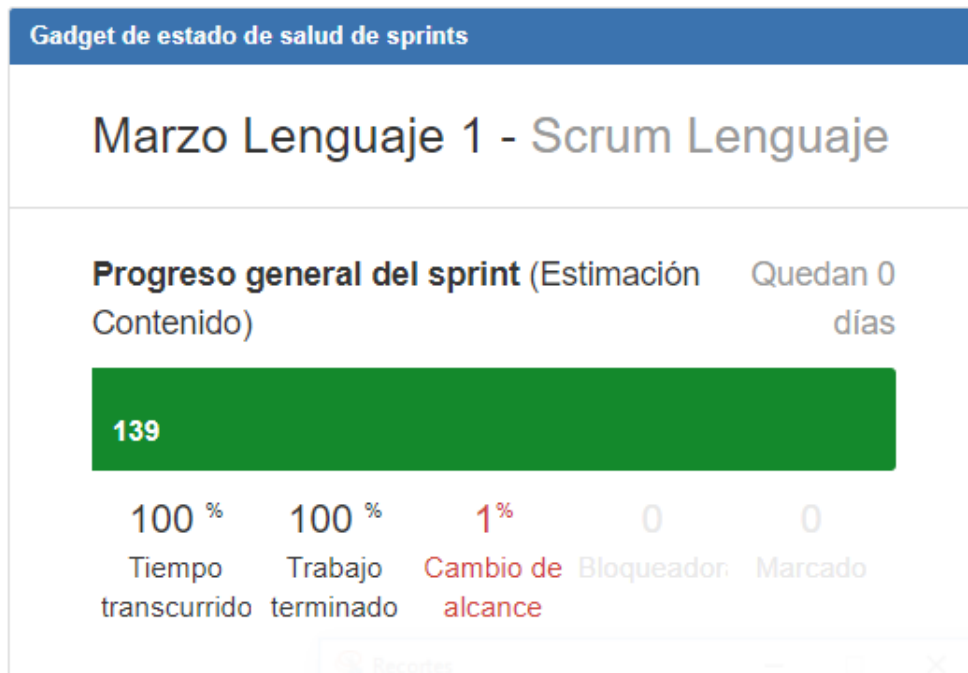 Gadget de estado de salud de sprints
Marzo Lenguaje 1 - Scrum Lenguaje
Progreso general del sprint (Estimación Contenido)
Quedan 0 días
139
100 % 100 % 1% 0 0
Tiempo transcurrido
Trabajo terminado
Cambio de alcance
Bloqueador
Marcado
Recortes